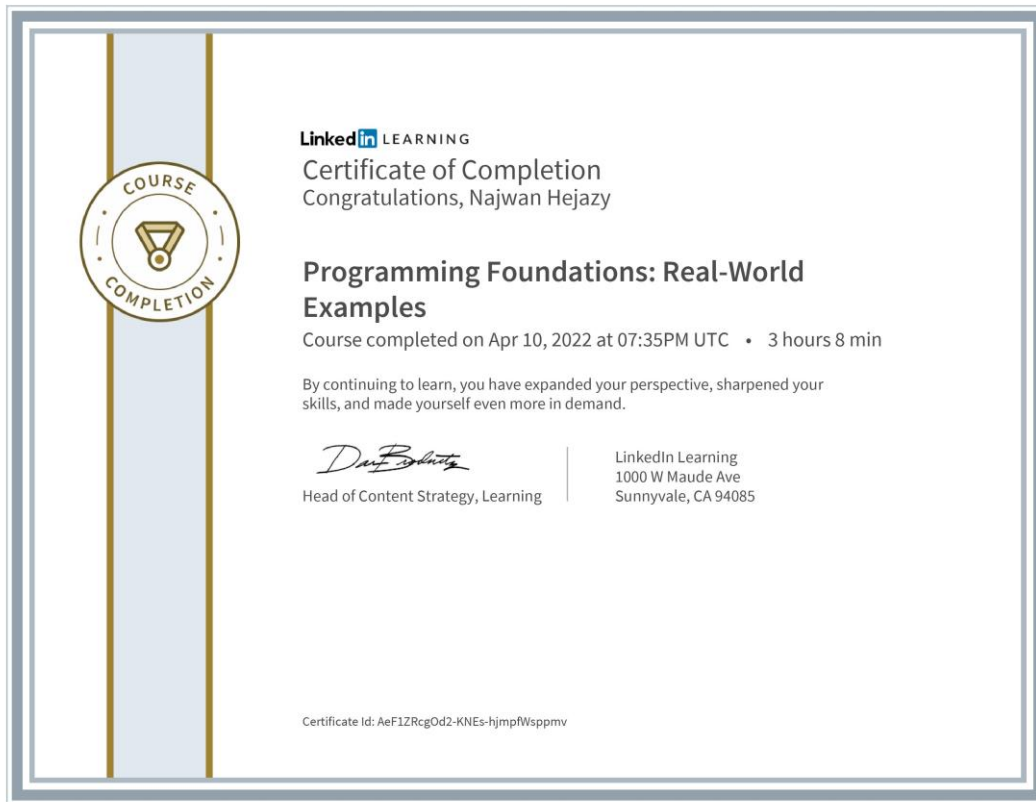 COURSE
COMPLETION
Linked in LEARNING
Certificate of Completion
Congratulations, Najwan Hejazy
Programming Foundations: Real-World
Examples
Course completed on Apr 10, 2022 at 07:35PM UTC • 3 hours 8 min
By continuing to learn, you have expanded your perspective, sharpened your
skills, and made yourself even more in demand.
Head of Content Strategy, Learning
LinkedIn Learning
1000 W Maude Ave
Sunnyvale, CA 94085
Certificate Id: AeF1ZRcgOd2-KNEs-hjmpfWsppmv